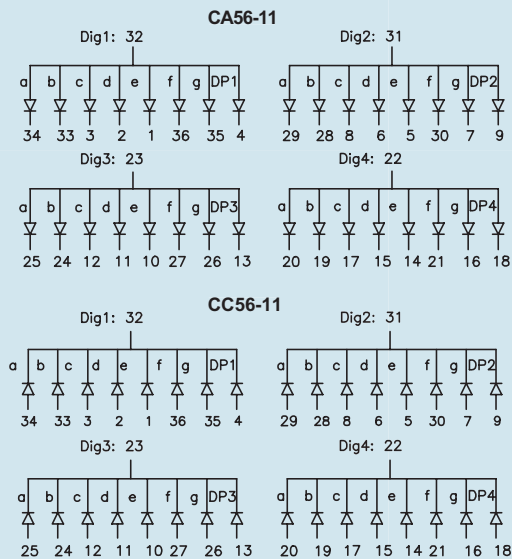 CA56-11
Dig1: 32 Dig2: 31
a b c d e f g DP1 a b c d e f g DP2
34 33 3 2 1 36 35 4 29 28 8 6 5 30 7 9
Dig3: 23 Dig4: 22
a b c d e f g DP3 a b c d e f g DP4
25 24 12 11 10 27 26 13 20 19 17 15 14 21 16 18
CC56-11
Dig1: 32 Dig2: 31
a b c d e f g DP1 a b c d e f g DP2
34 33 3 2 1 36 35 4 29 28 8 6 5 30 7 9
Dig3: 23 Dig4: 22
a b c d e f g DP3 a b c d e f g DP4
25 24 12 11 10 27 26 13 20 19 17 15 14 21 16 18